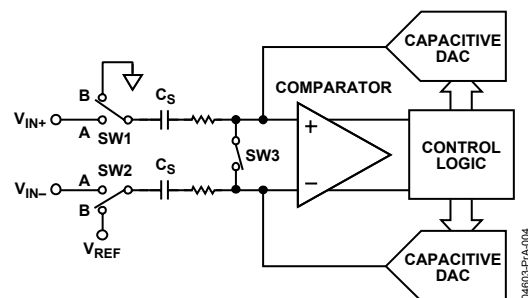 CAPACITIVE
DAC
COMPARATOR
B
CS
VIN+
A
SW1
+
SW3
CONTROL
LOGIC
SW2
CS
VIN–
A
B
–
VREF
CAPACITIVE
DAC
04603-PrA-004